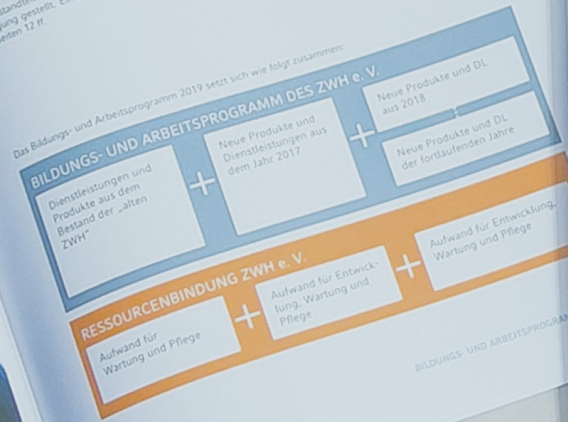 ung gestellt.
eiten 12 ff.
Das Bildungs- und Arbeitsprogramm 2019 setzt sich wie folgt zusammen:
BILDUNGS- UND ARBEITSPROGRAMM DES ZWH e. V.
Dienstleistungen und
Produkte aus dem
Bestand der „alten
ZWH“
+
Neue Produkte und
Dienstleistungen aus
dem Jahr 2017
+
Neue Produkte und DL
aus 2018
Neue Produkte und DL
der fortlaufenden Jahre
RESSOURCENBINDUNG ZWH e. V.
Aufwand für
Wartung und Pflege
+
Aufwand für Entwick-
lung, Wartung und
Pflege
+
Aufwand für Entwicklung,
Wartung und Pflege
BILDUNGS- UND ARBEITSPROGRAM